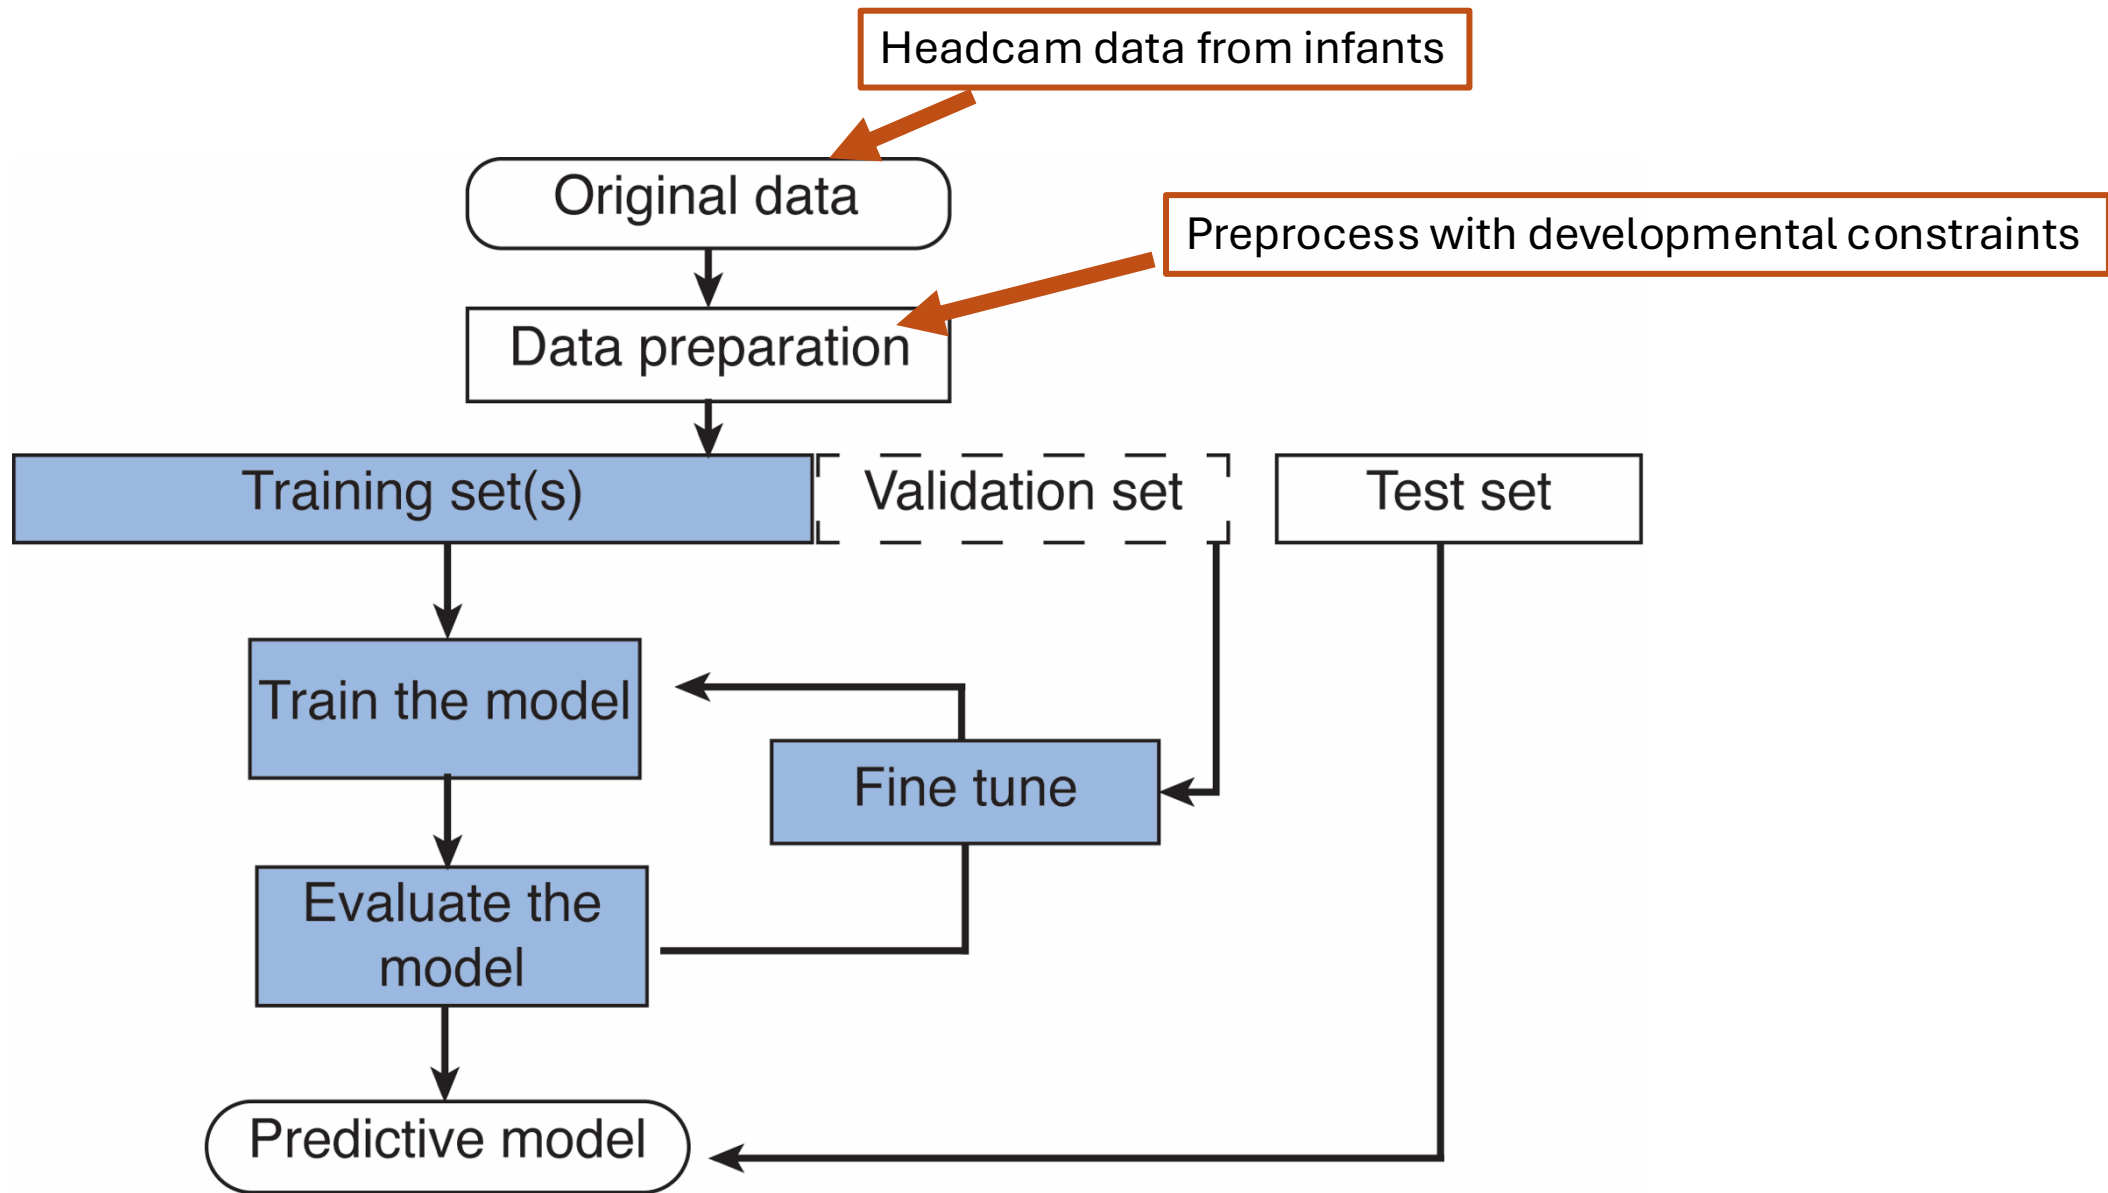 Headcam data from infants
Original data
Preprocess with developmental constraints
Data preparation
Training set(s)
Validation set
Test set
Train the model
Fine tune
Evaluate the
model
Predictive model